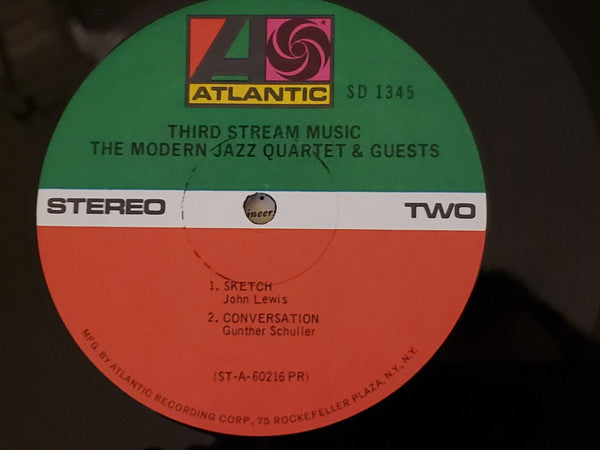 A
ATLANTIC
SD 1345
THIRD STREAM MUSIC
THE MODERN JAZZ QUARTET & GUESTS
STEREO
ineer
TWO
1. SKETCH
John Lewis
2. CONVERSATION
Gunther Schuller
(ST-A-60216 PR)
MFG. BY ATLANTIC RECORDING CORP., 75 ROCKEFELLER PLAZA, N.Y., N.Y.